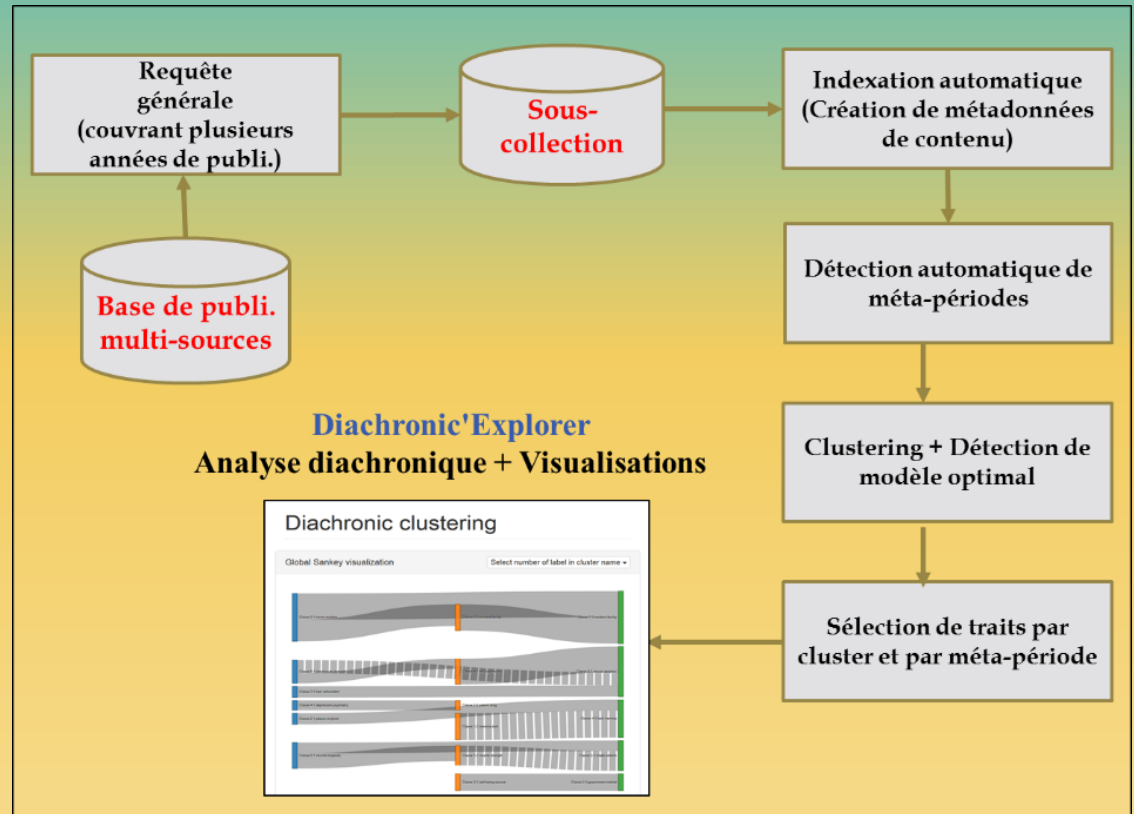 Requête
générale
(couvrant plusieurs
années de publi.)
Sous-
collection
Indexation automatique
(Création de métadonnées
de contenu)
Base de publi.
multi-sources
Détection automatique de
méta-périodes
Clustering + Détection de
modèle optimal
Sélection de traits par
cluster et par méta-période
Diachronic'Explorer
Analyse diachronique + Visualisations
Diachronic clustering
Global Sankey visualization
Select number of label in cluster name